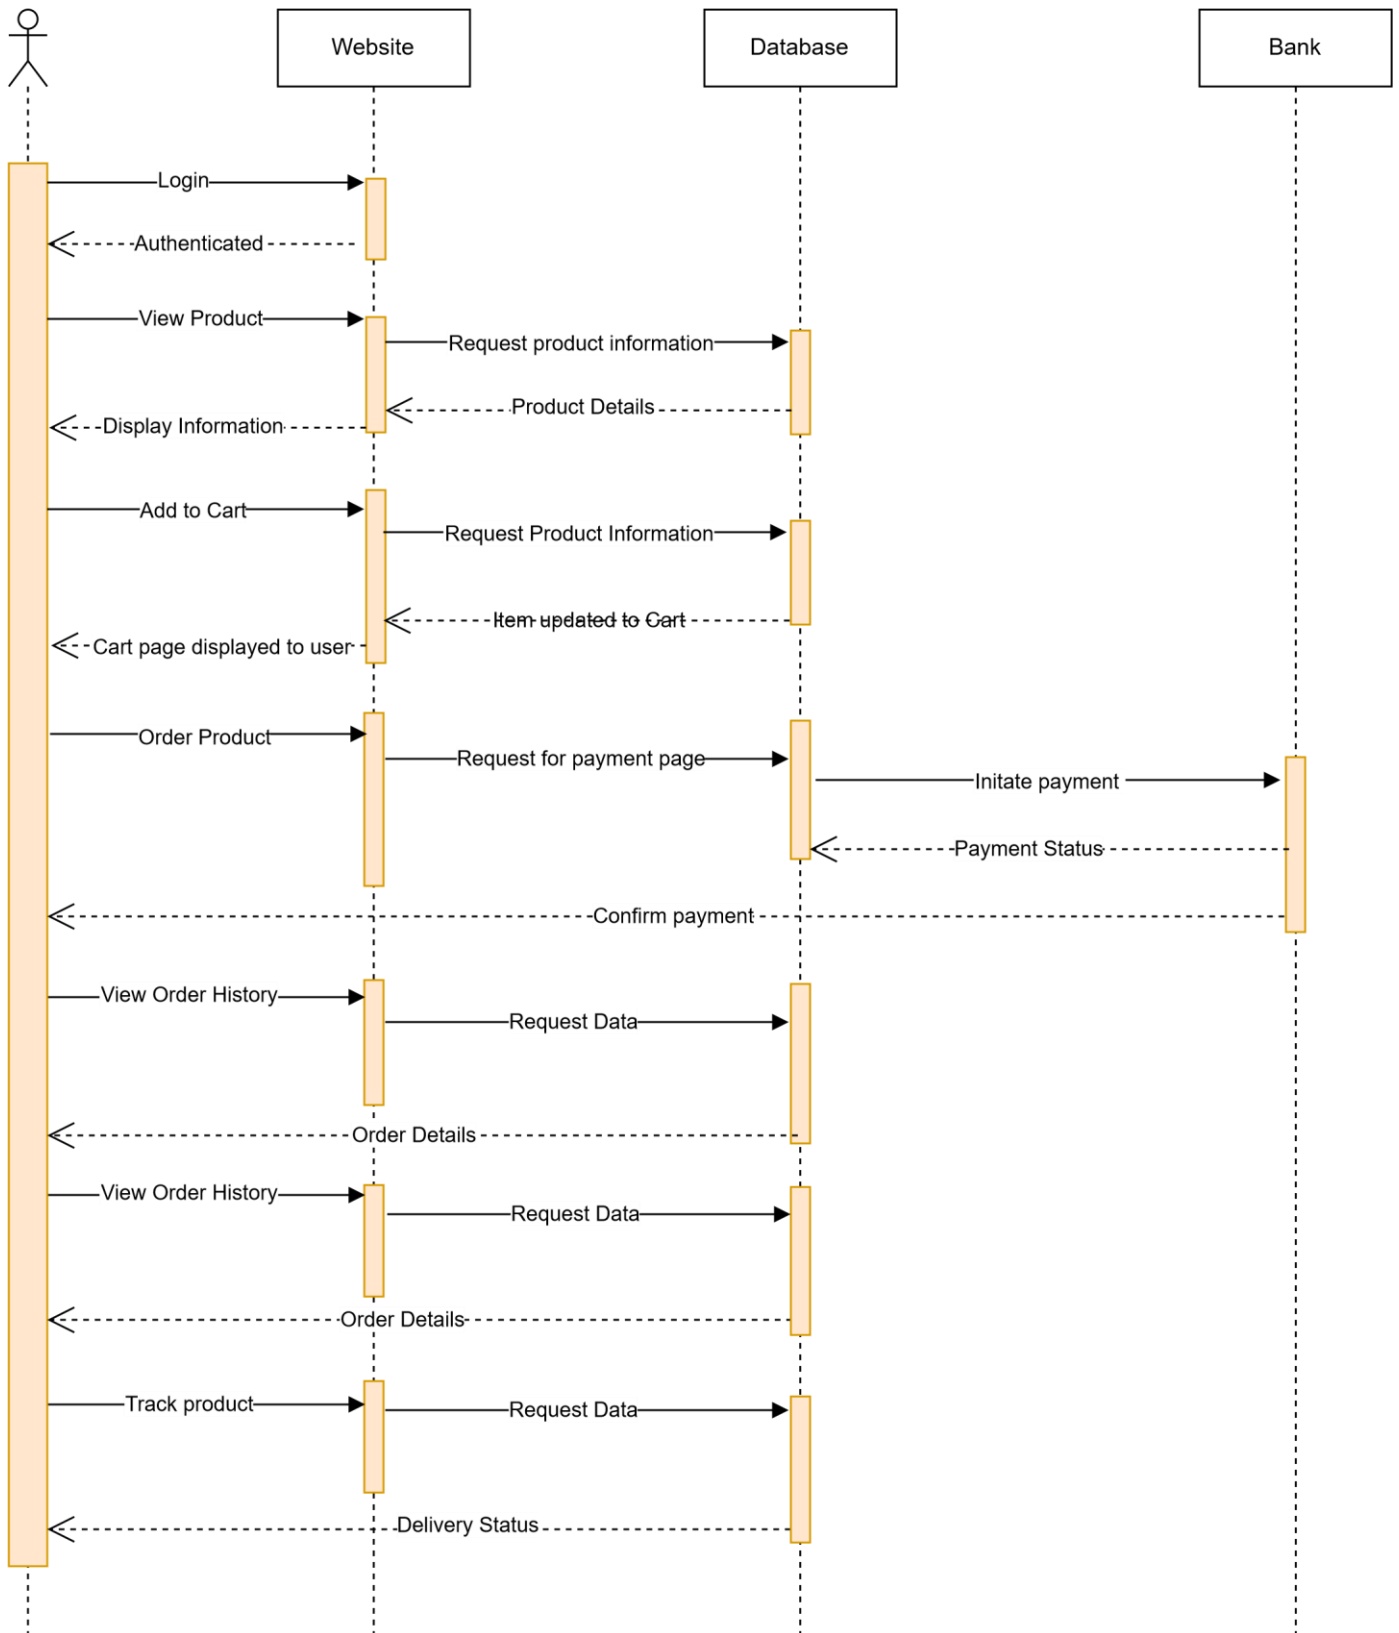 Website
Database
Bank
Login
Authenticated
View Product
Request product information
Product Details
Display Information
Add to Cart
Request Product Information
Item updated to Cart
Cart page displayed to user
Order Product
Request for payment page
Initate payment
Payment Status
Confirm payment
View Order History
Request Data
Order Details
View Order History
Request Data
Order Details
Track product
Request Data
Delivery Status